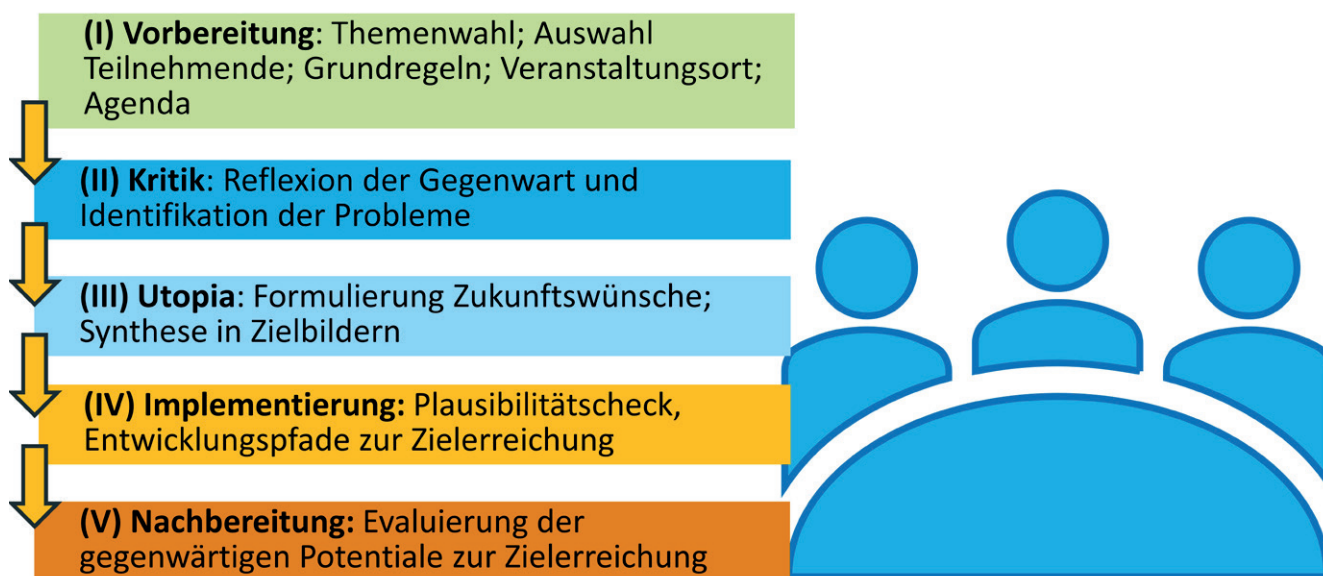 (I) Vorbereitung: Themenwahl; Auswahl
Teilnehmende; Grundregeln; Veranstaltungsort;
Agenda
(II) Kritik: Reflexion der Gegenwart und
Identifikation der Probleme
(III) Utopia: Formulierung Zukunftswünsche;
Synthese in Zielbildern
(IV) Implementierung: Plausibilitätscheck,
Entwicklungspfade zur Zielerreichung
(V) Nachbereitung: Evaluierung der
gegenwärtigen Potentiale zur Zielerreichung